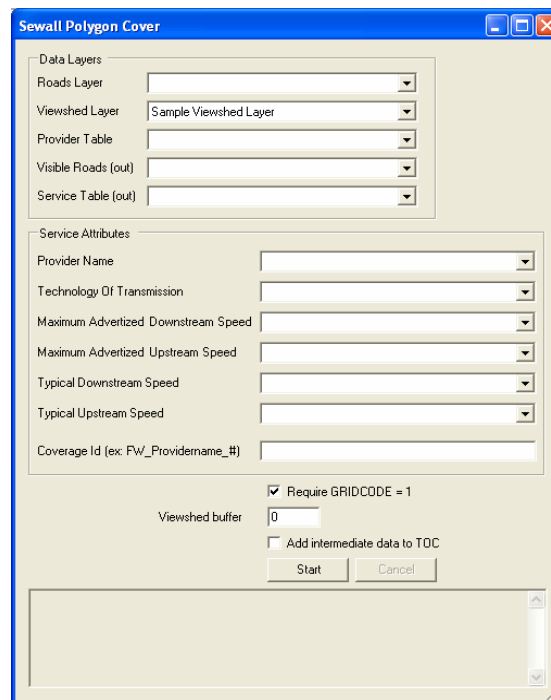 Sewall Polygon Cover
Data Layers
Roads Layer
Viewshed Layer Sample Viewshed Layer
Provider Table
Visible Roads (out)
Service Table (out)
Service Attributes
Provider Name
Technology Of Transmission
Maximum Advertized Downstream Speed
Maximum Advertized Upstream Speed
Typical Downstream Speed
Typical Upstream Speed
Coverage Id (ex: FW_Providername_#)
Require GRIDCODE = 1
Viewshed buffer 0
Add intermediate data to TOC
Start Cancel